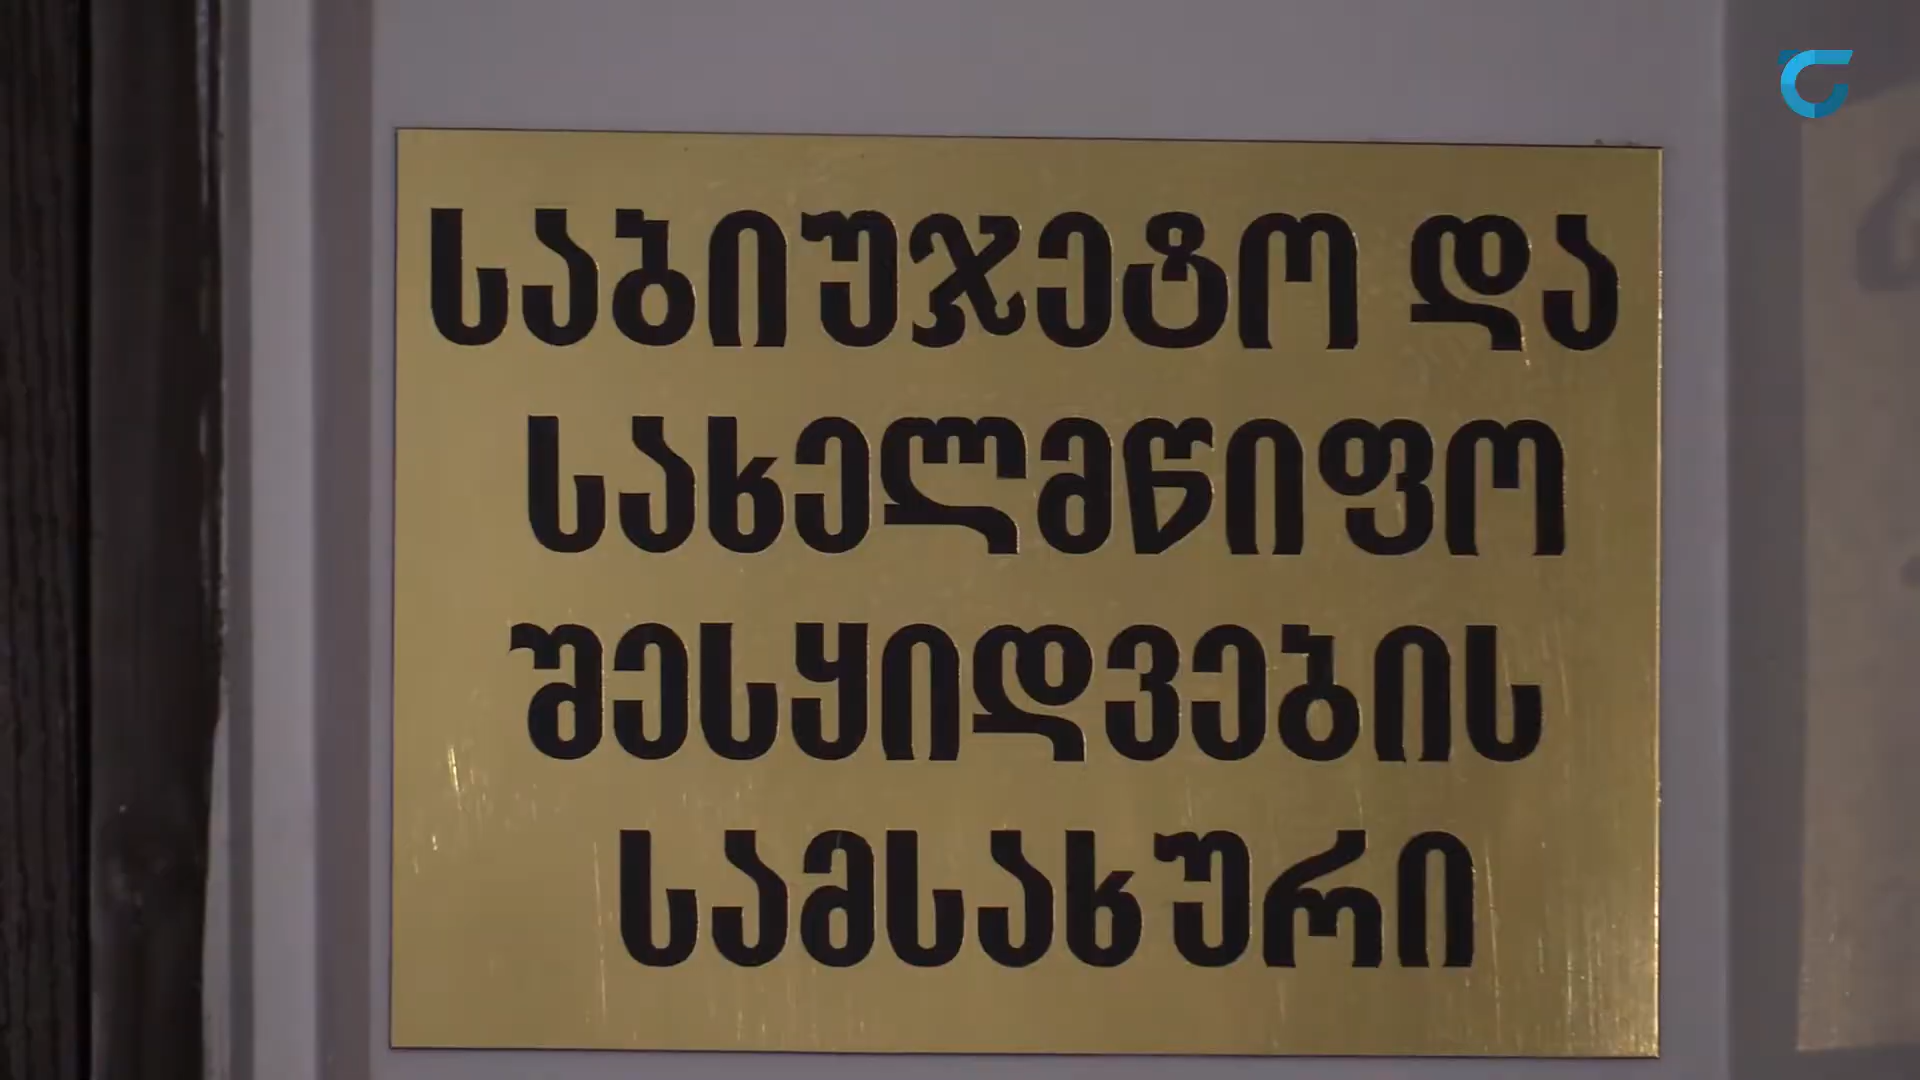 საბიუჯეტო და
სახელმწიფო
შესყიდვების
სამსახური